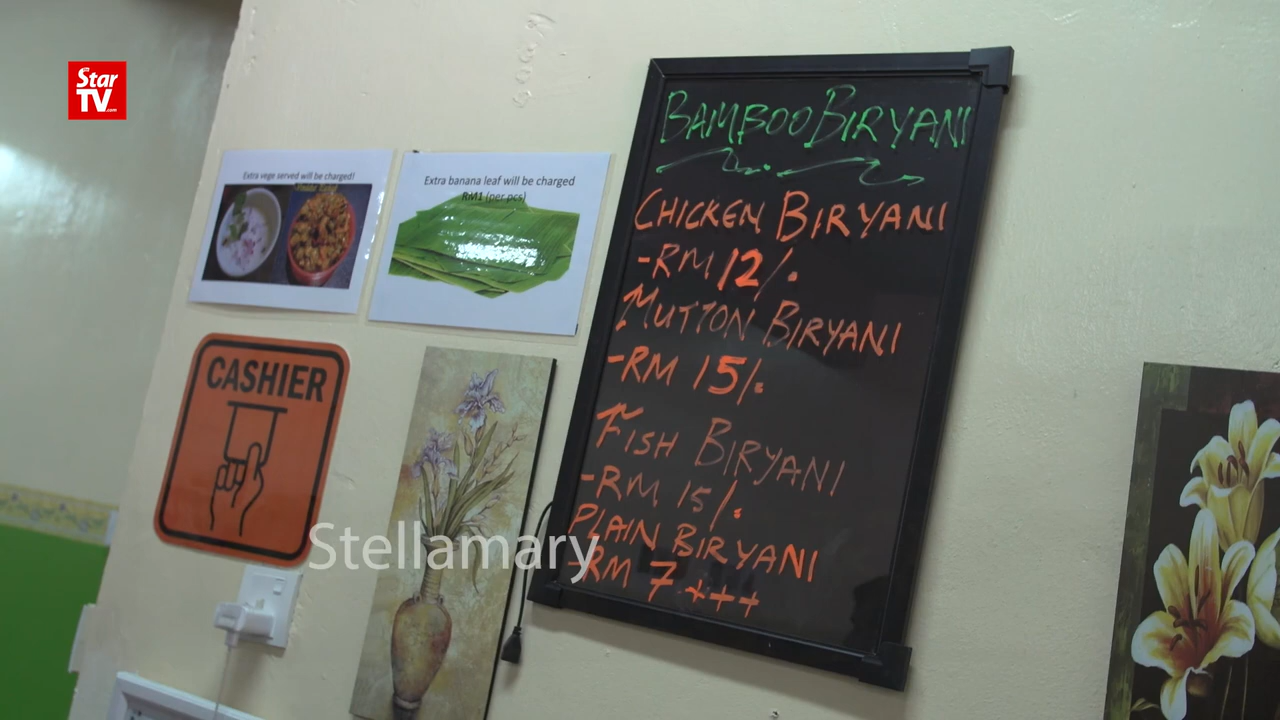 Star
TV.com
Extra vege served will be charged!
Extra banana leaf will be charged
RM1 (per pcs)
CASHIER
BAMBOO BIRYANI
CHICKEN BIRYANI
-RM 12/.
MUTTON BIRYANI
-RM 15/.
FISH BIRYANI
-RM 15/.
PLAIN BIRYANI
-RM 7 +++
Stellamary